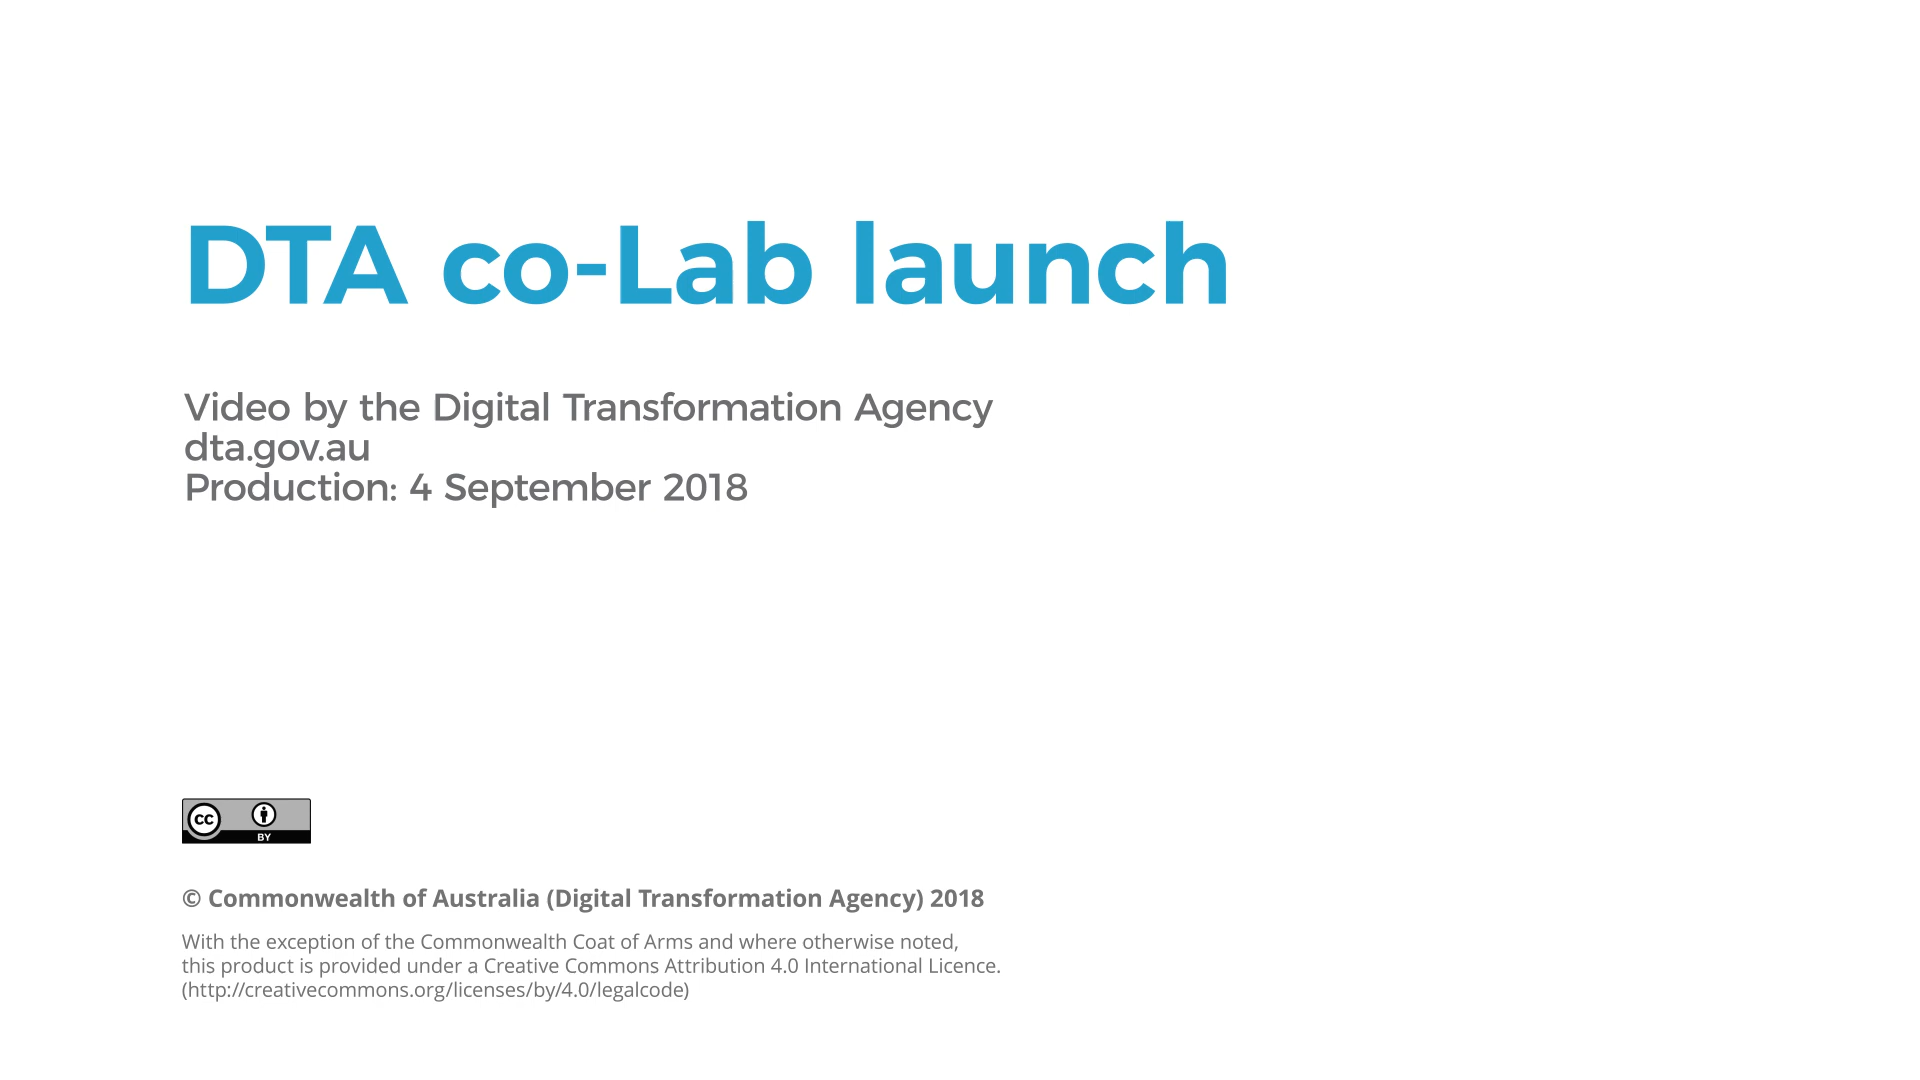 DTA co-Lab launch
Video by the Digital Transformation Agency
dta.gov.au
Production: 4 September 2018
cc
BY
© Commonwealth of Australia (Digital Transformation Agency) 2018
With the exception of the Commonwealth Coat of Arms and where otherwise noted,
this product is provided under a Creative Commons Attribution 4.0 International Licence.
(http://creativecommons.org/licenses/by/4.0/legalcode)